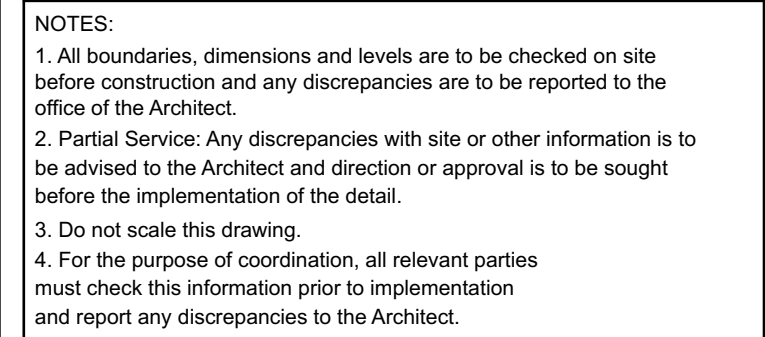 NOTES:
1. All boundaries, dimensions and levels are to be checked on site
before construction and any discrepancies are to be reported to the
office of the Architect.
2. Partial Service: Any discrepancies with site or other information is to
be advised to the Architect and direction or approval is to be sought
before the implementation of the detail.
3. Do not scale this drawing.
4. For the purpose of coordination, all relevant parties
must check this information prior to implementation
and report any discrepancies to the Architect.